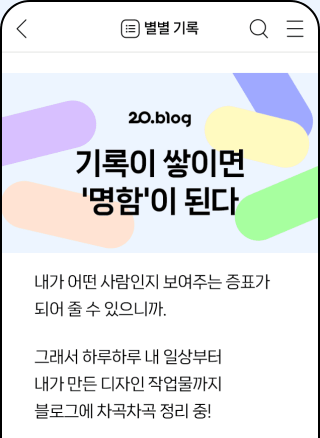 별별 기록
20.blog
기록이 쌓이면
'명함'이 된다
내가 어떤 사람인지 보여주는 증표가
되어 줄 수 있으니까.
그래서 하루하루 내 일상부터
내가 만든 디자인 작업물까지
블로그에 차곡차곡 정리 중!